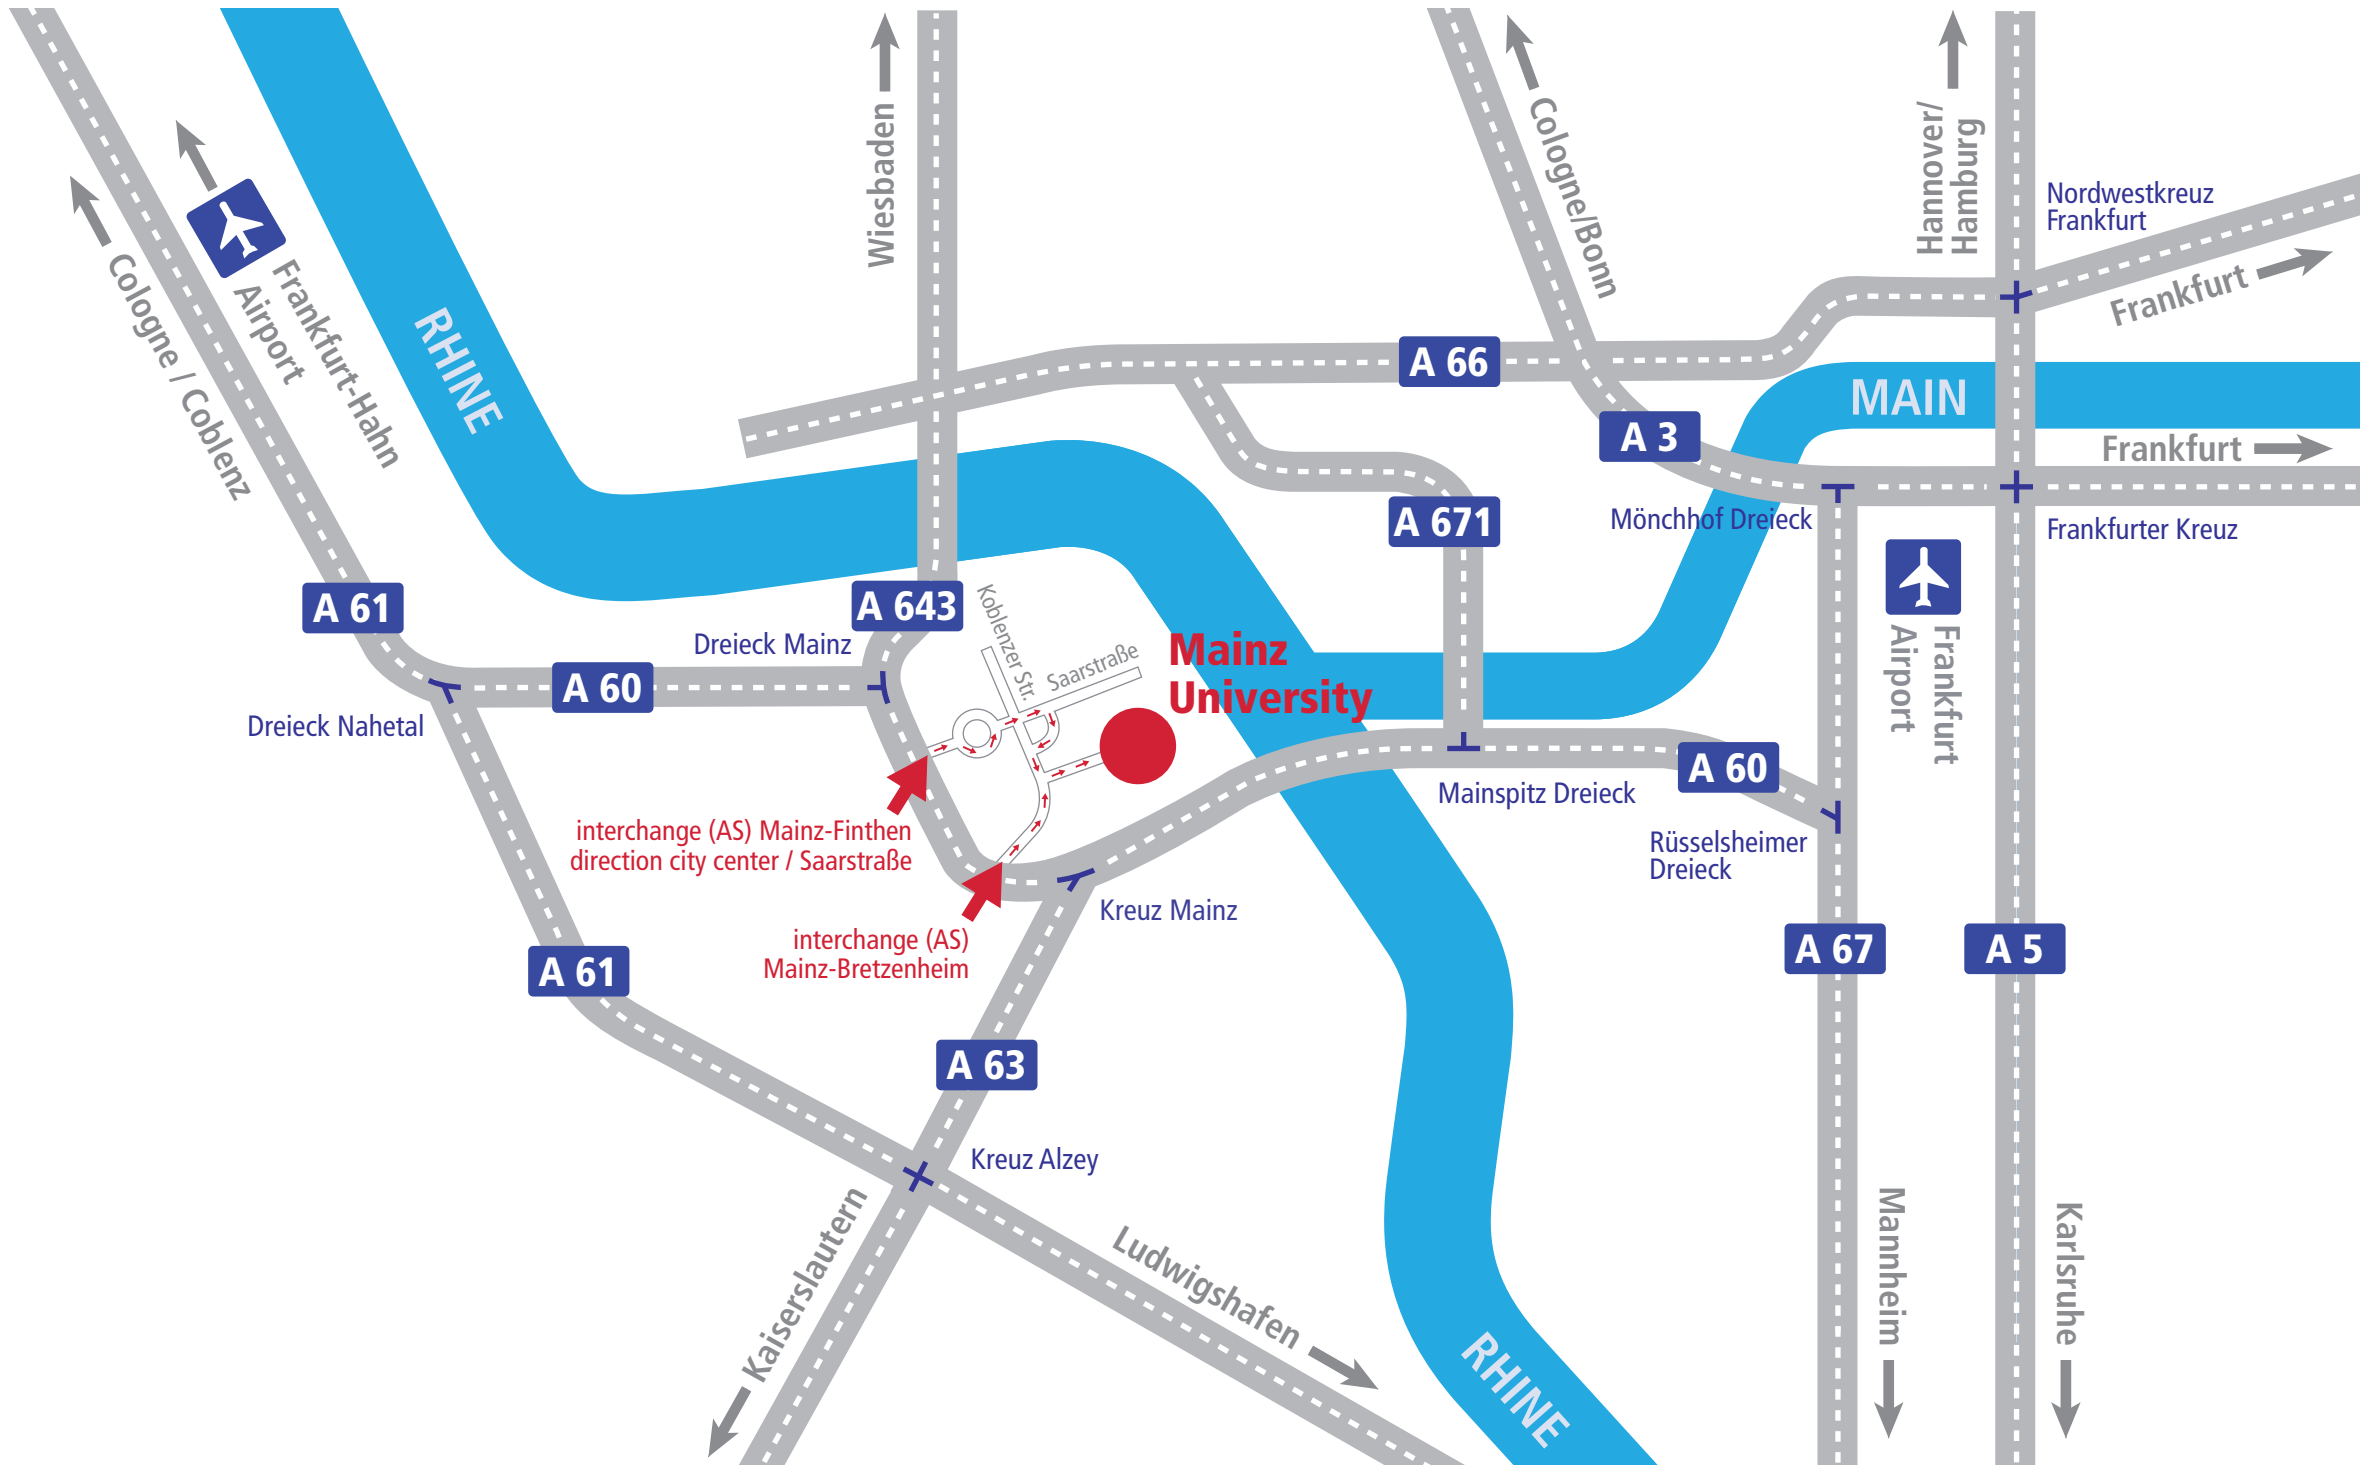 Wiesbaden
Cologne/Bonn
Hannover/
Hamburg
Nordwestkreuz
Frankfurt
Frankfurt
Cologne / Coblenz
Frankfurt-Hahn
Airport
RHINE
A 66
MAIN
A 3
Frankfurt
A 671
Mönchhof Dreieck
Frankfurter Kreuz
A 61
A 643
Koblenzer Str.
Saarstraße
Dreieck Mainz
Mainz
University
Frankfurt
Airport
A 60
Dreieck Nahetal
A 60
Mainspitz Dreieck
interchange (AS) Mainz-Finthen
direction city center / Saarstraße
Rüsselsheimer
Dreieck
Kreuz Mainz
interchange (AS)
Mainz-Bretzenheim
A 61
A 67
A 5
A 63
Kreuz Alzey
Kaiserslautern
Ludwigshafen
RHINE
Mannheim
Karlsruhe